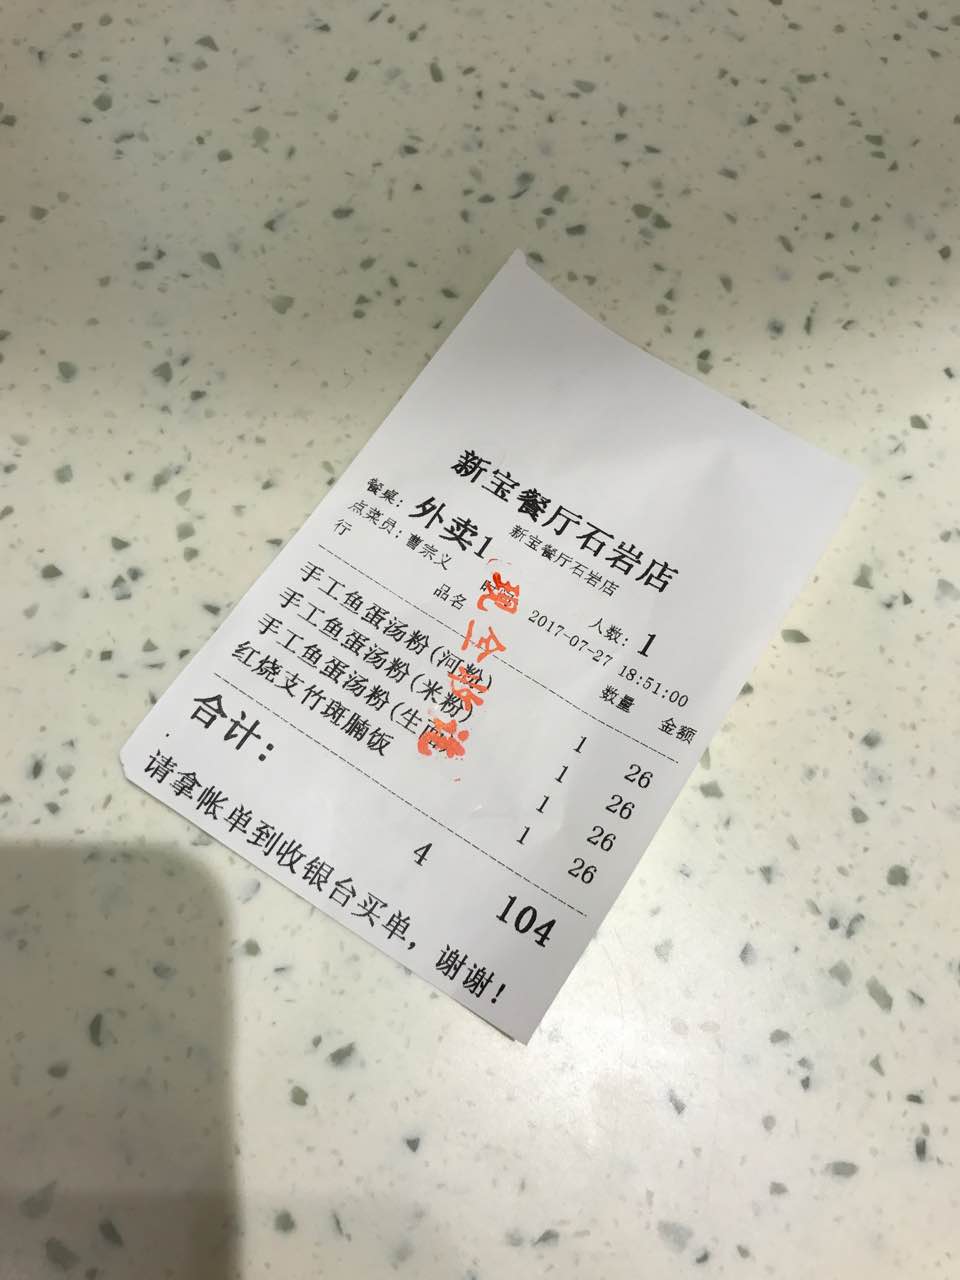 新宝餐厅石岩店
新宝餐厅石岩店
餐桌: 外卖1 人数: 1
点菜员: 曹宗义 2017-07-27 18:51:00
行 品名 数量 金额
手工鱼蛋汤粉(河粉) 1 26
手工鱼蛋汤粉(米粉) 1 26
手工鱼蛋汤粉(生面) 1 26
红烧支竹斑腩饭 1 26
合计: 4 104
请拿帐单到收银台买单,谢谢!
现金